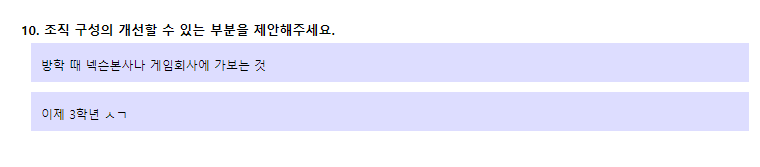 10. 조직 구성의 개선할 수 있는 부분을 제안해주세요.
방학 때 넥슨본사나 게임회사에 가보는 것
이제 3학년 ㅅㄱ